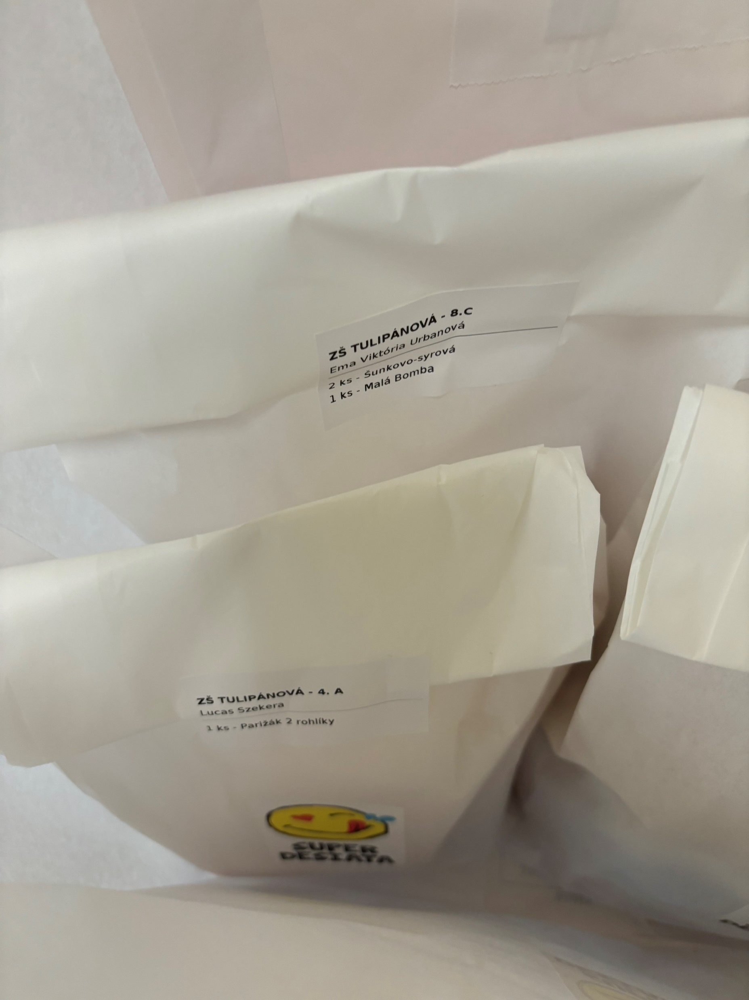 ZŠ TULIPÁNOVÁ - 8.C
Ema Viktória Urbanová
2 ks - Šunkovo-syrová
1 ks - Malá Bomba
ZŠ TULIPÁNOVÁ - 4. A
Lucas Szekera
1 ks - Parižák 2 rohlíky
SUPER
DESIATA